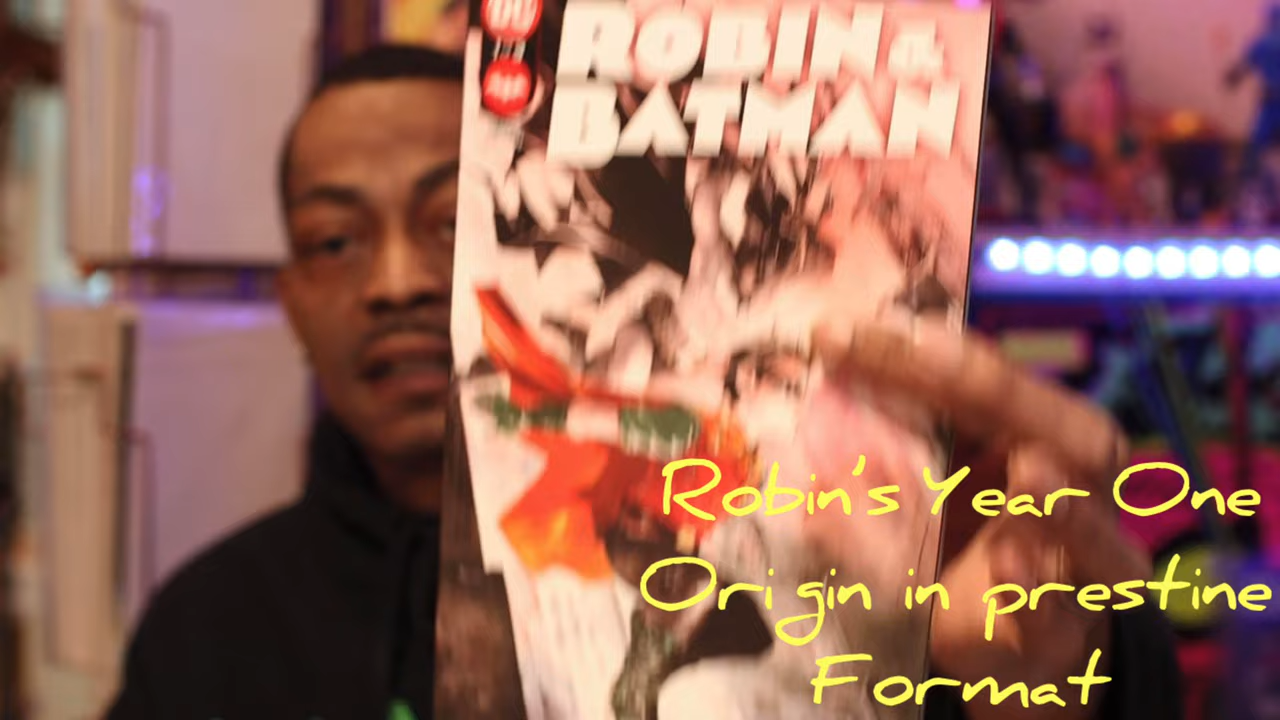 ROBIN &
BATMAN
Robin's Year One
Origin in prestine
Format